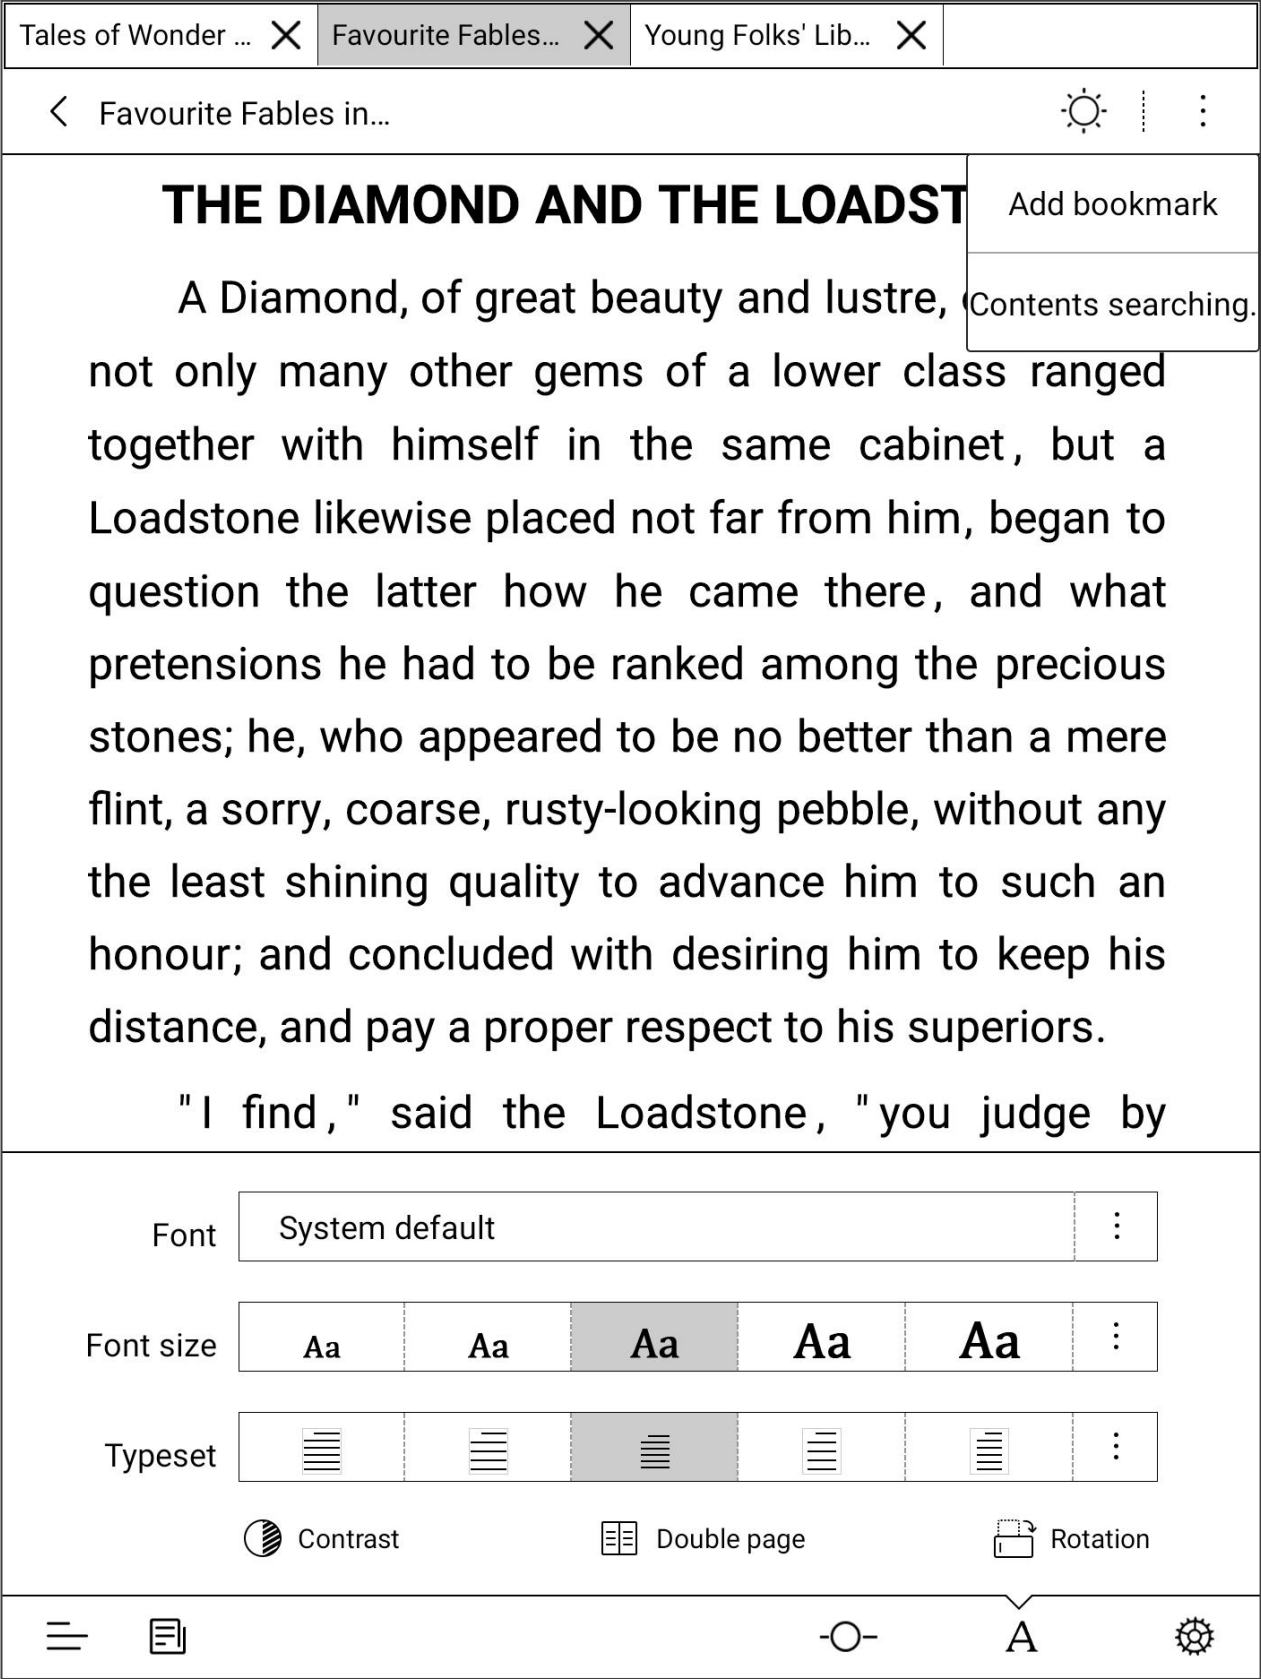 Tales of Wonder ...
Favourite Fables...
Young Folks' Lib...
Favourite Fables in...
Add bookmark
Contents searching.
THE DIAMOND AND THE LOADST
A Diamond, of great beauty and lustre,
not only many other gems of a lower class ranged
together with himself in the same cabinet, but a
Loadstone likewise placed not far from him, began to
question the latter how he came there, and what
pretensions he had to be ranked among the precious
stones; he, who appeared to be no better than a mere
flint, a sorry, coarse, rusty-looking pebble, without any
the least shining quality to advance him to such an
honour; and concluded with desiring him to keep his
distance, and pay a proper respect to his superiors.
"I find," said the Loadstone, "you judge by
Font
System default
Font size
Aa Aa Aa Aa Aa
Typeset
Contrast
Double page
Rotation
A